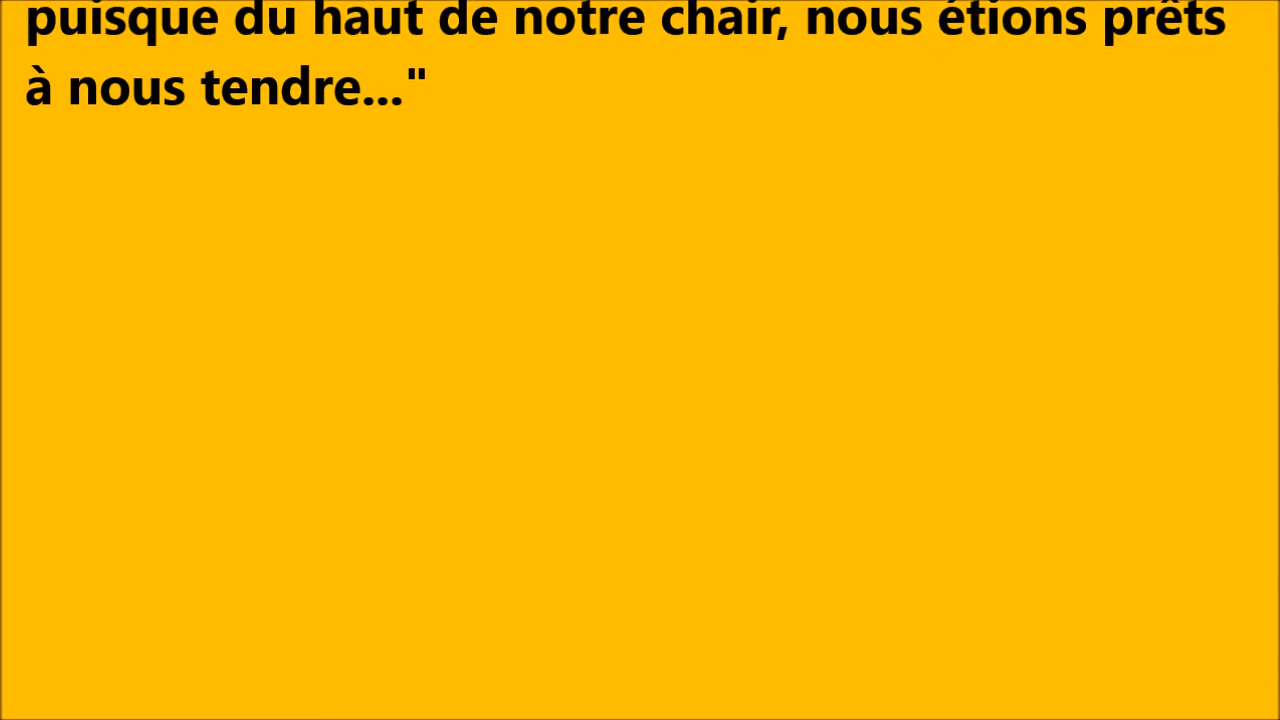 puisque du haut de notre chair, nous étions prêts
à nous tendre..."